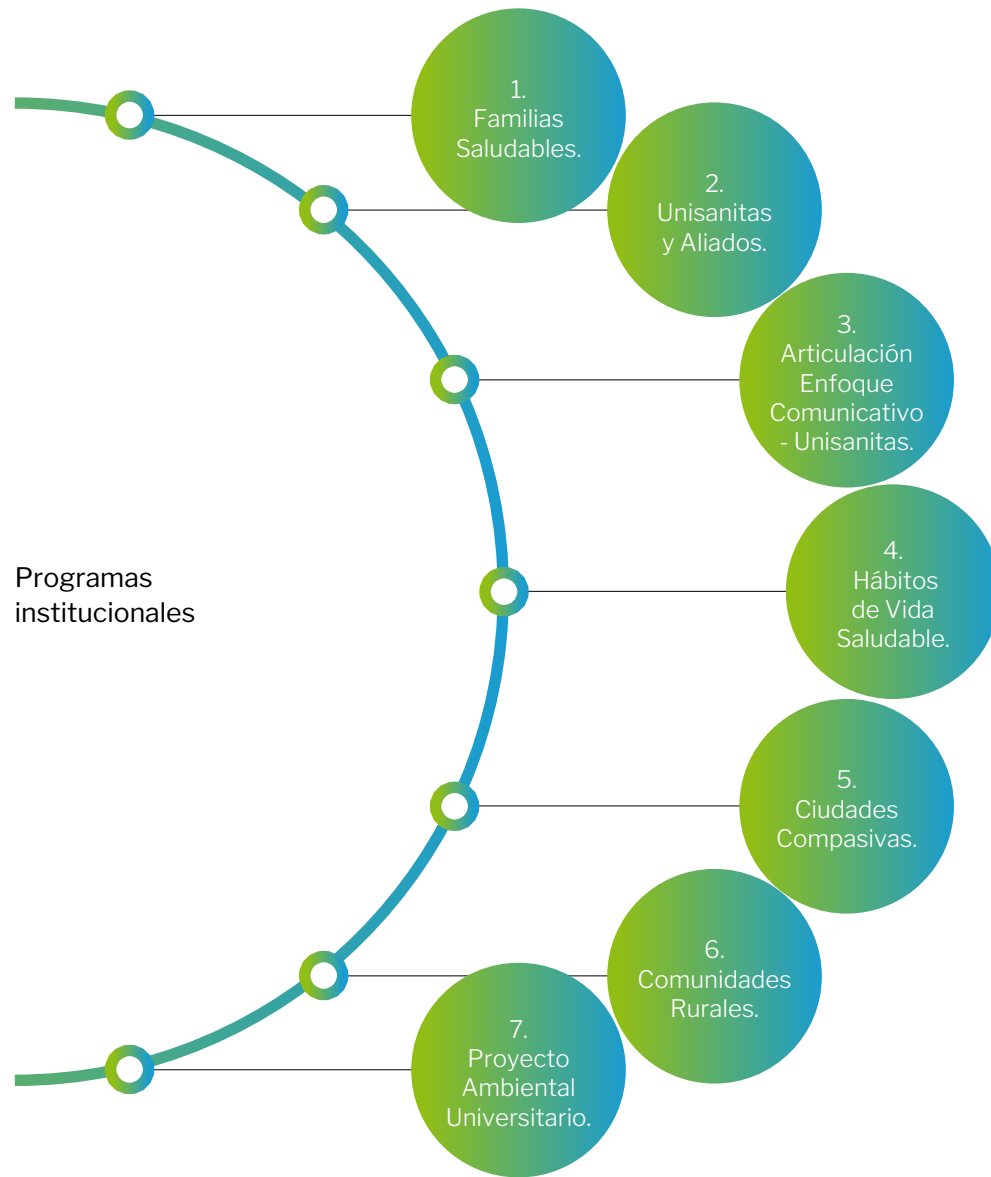 Programas
institucionales
1.
Familias
Saludables.
2.
Unisanitas
y Aliados.
3.
Articulación
Enfoque
Comunicativo
- Unisanitas.
4.
Hábitos
de Vida
Saludable.
5.
Ciudades
Compasivas.
6.
Comunidades
Rurales.
7.
Proyecto
Ambiental
Universitario.